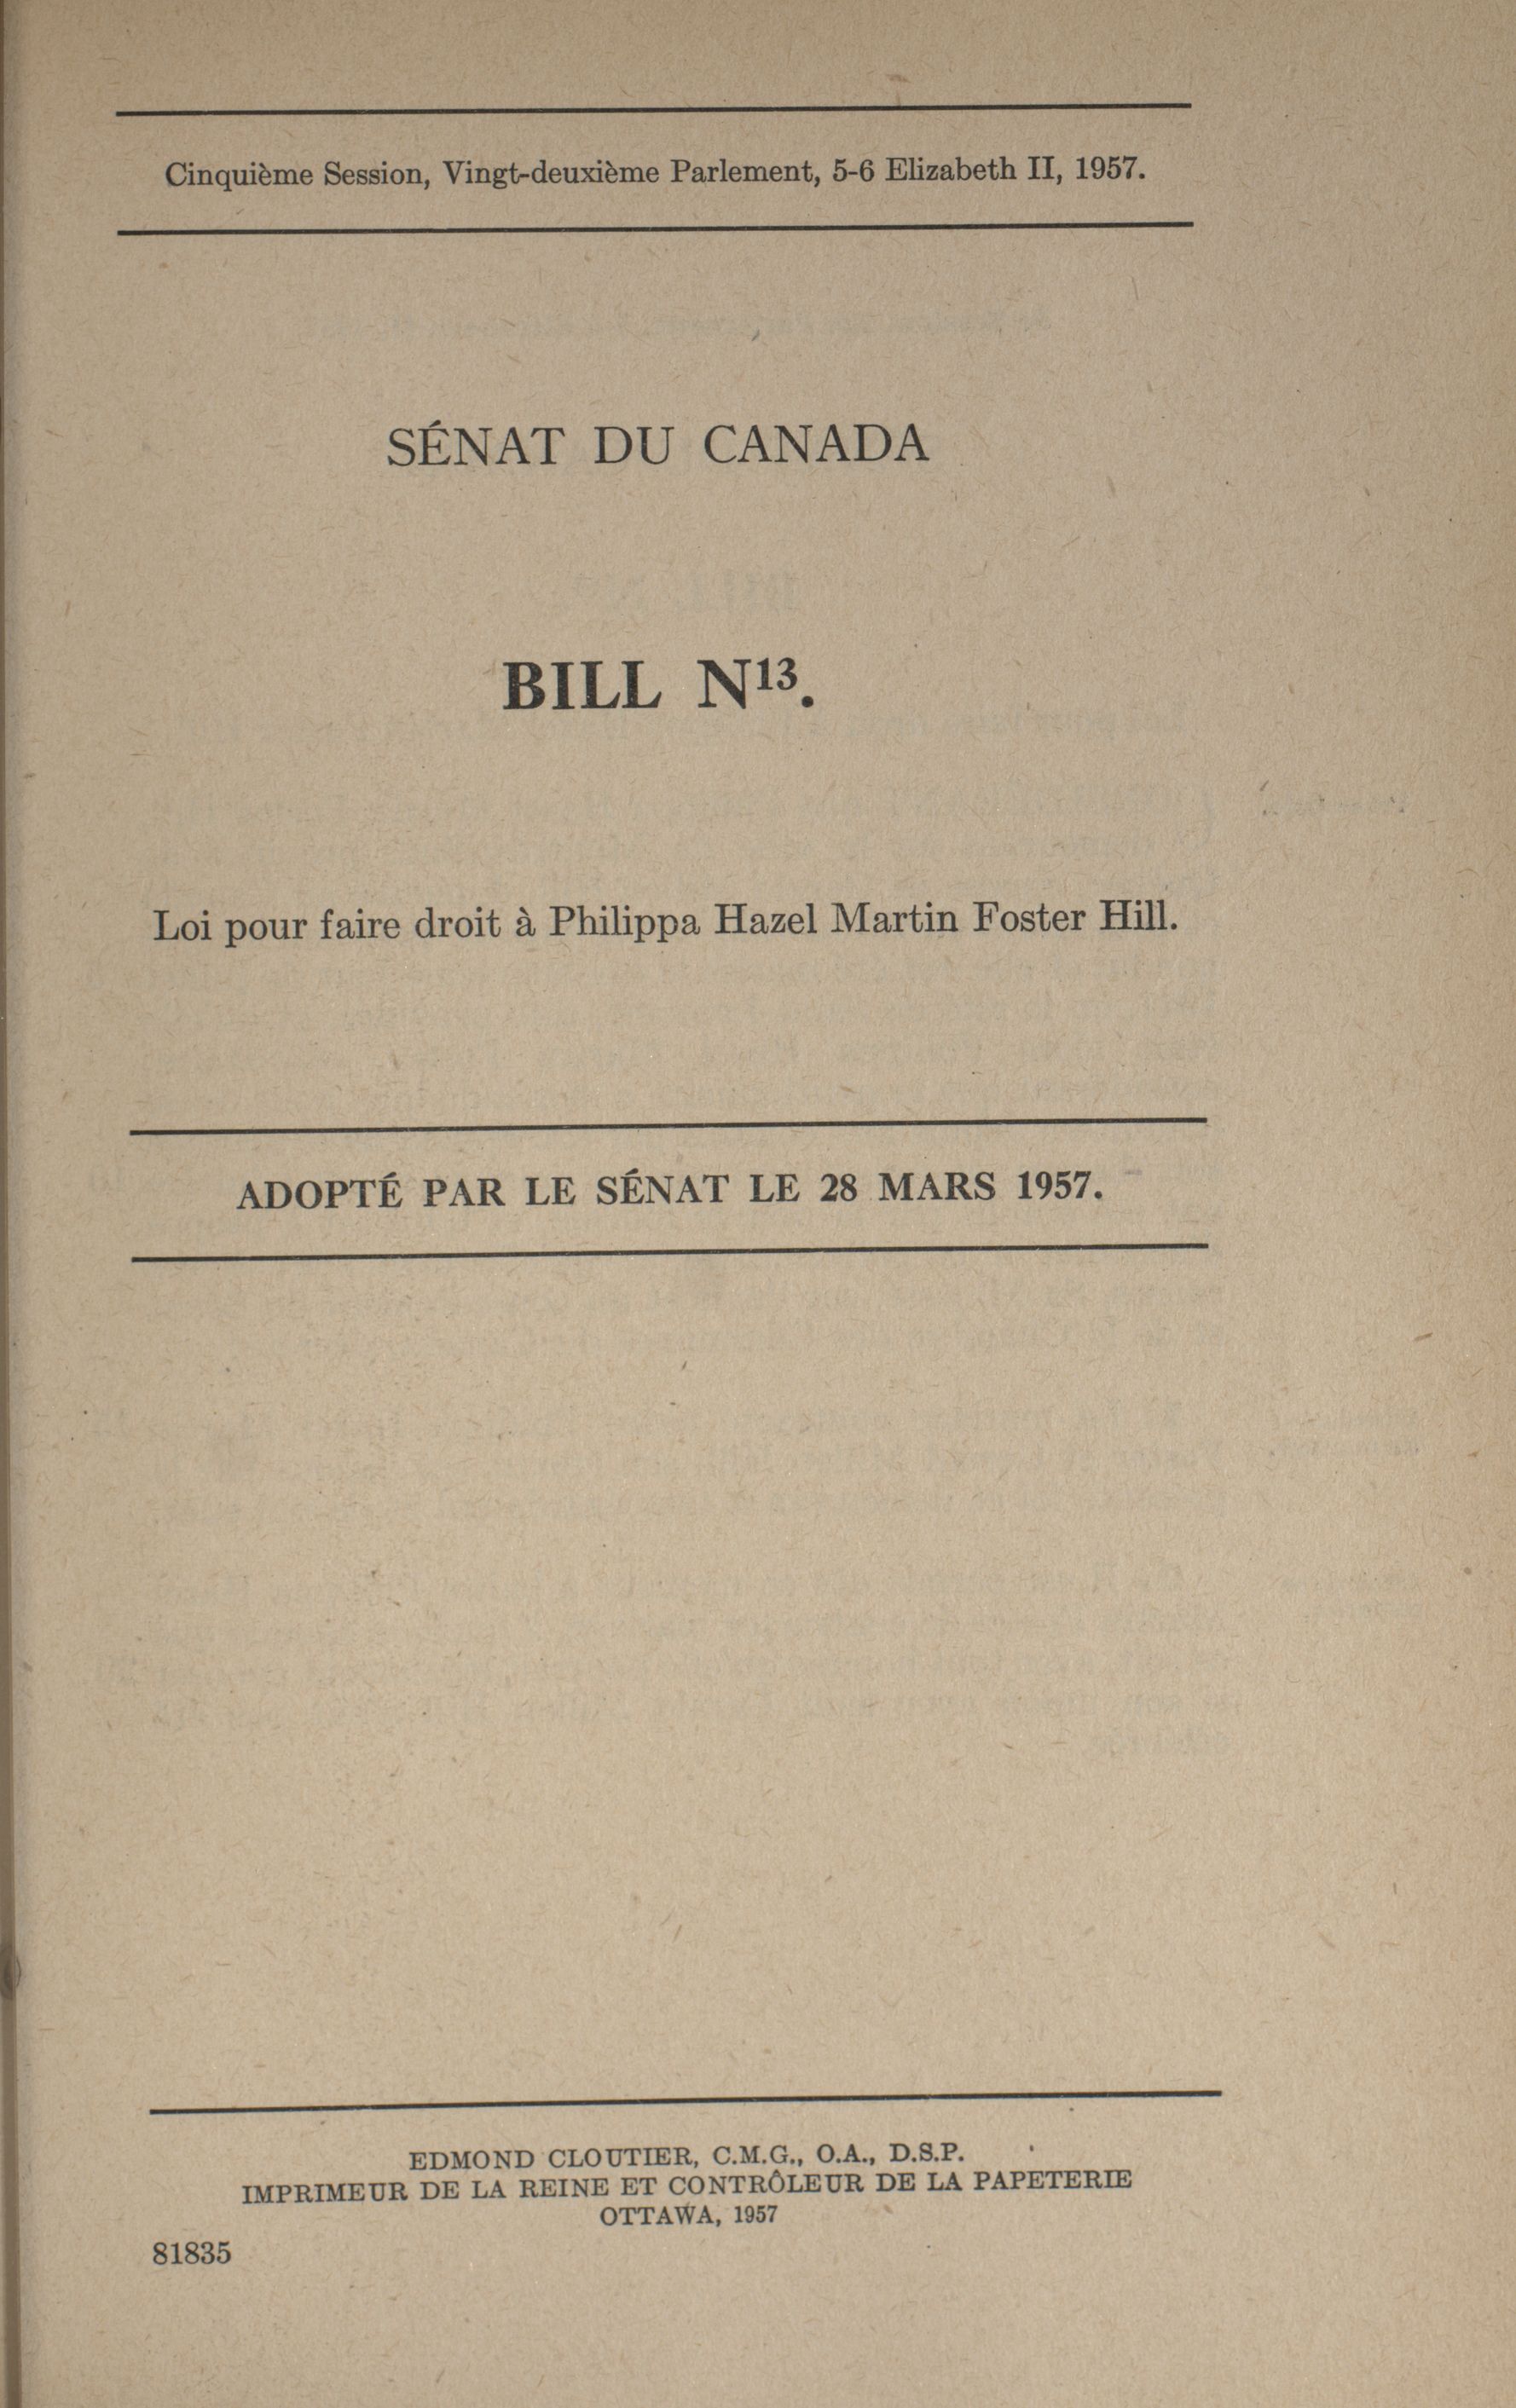 Cinquième Session, Vingt-deuxième Parlement, 5-6 Elizabeth II, 1957.
SÉNAT DU CANADA
BILL N¹³.
Loi pour faire droit à Philippa Hazel Martin Foster Hill.
ADOPTÉ PAR LE SÉNAT LE 28 MARS 1957.
EDMOND CLOUTIER, C.M.G., O.A., D.S.P.
IMPRIMEUR DE LA REINE ET CONTRÔLEUR DE LA PAPETERIE
OTTAWA, 1957
81835